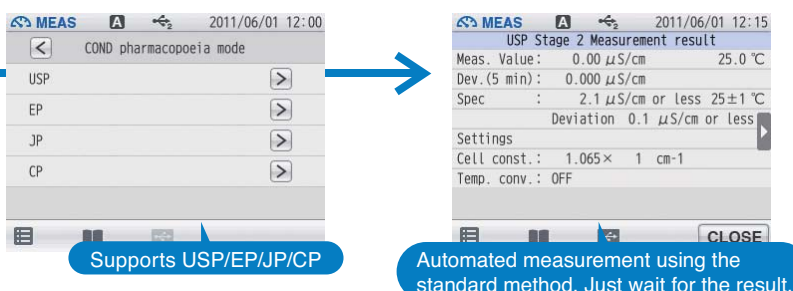 MEAS A 2 2011/06/01 12:00
COND pharmacopoeia mode
USP
EP
JP
CP
Supports USP/EP/JP/CP
MEAS A 2 2011/06/01 12:15
USP Stage 2 Measurement result
Meas. Value: 0.00 μS/cm 25.0 ℃
Dev.(5 min): 0.000 μS/cm
Spec : 2.1 μS/cm or less 25±1 ℃
Deviation 0.1 μS/cm or less
Settings
Cell const.: 1.065× 1 cm-1
Temp. conv.: OFF
CLOSE
Automated measurement using the
standard method. Just wait for the result.